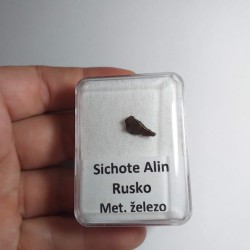 Sichote Alin
Rusko
Met. železo